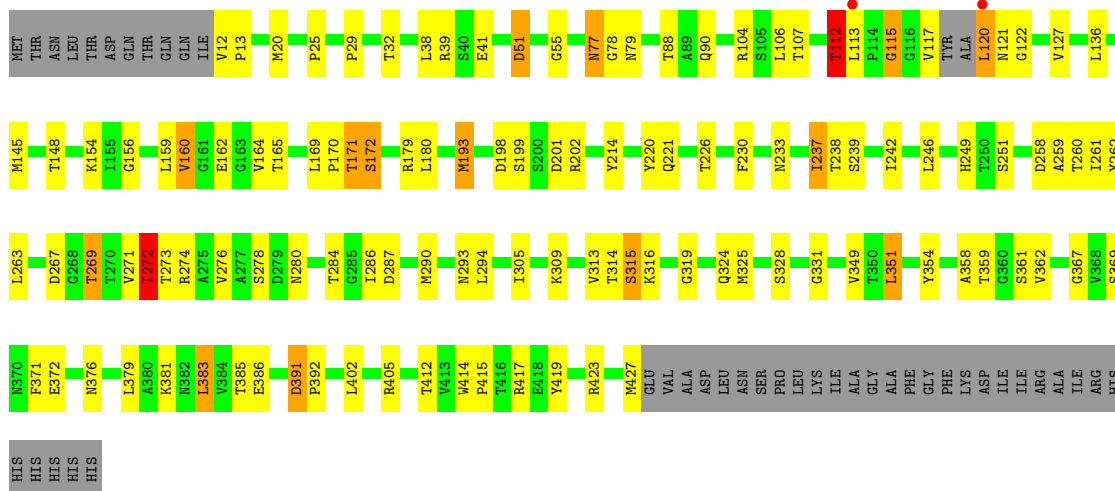 MET THR ASN LEU THR ASP GLN THR GLN GLN ILE V12 P13 M20 P25 P29 T32 L38 R39 S40 E41 D51 G55 N77 G78 N79 T88 A89 Q90 R104 S105 L106 T107 T112 L113 P114 G115 G116 V117 TYR ALA L120 N121 G122 V127 L136
M145 T148 K154 I155 G156 L159 V160 G161 E162 G163 V164 T165 L169 P170 T171 S172 R179 L180 M193 D198 S199 S200 D201 R202 Y214 Y220 Q221 T226 F230 N233 I237 T238 S239 I242 L246 H249 T250 S251 D258 A259 T260 I261
L263 D267 G268 T269 T270 V271 I272 T273 R274 A275 V276 A277 S278 D279 N280 T284 G285 I286 D287 M290 N293 L294 I305 K309 V313 T314 S315 K316 G319 Q324 M325 S328 G331 V349 T350 L351 Y354 A358 T359 G360 S361 V362 G367 V368 S369
N370 F371 E372 N376 L379 A380 K381 N382 L383 V384 T385 E386 D391 P392 L402 R405 T412 V413 W414 P415 T416 R417 E418 Y419 R423 M427 GLU VAL ALA ASP LEU ASN SER PRO LEU LYS ILE ALA GLY ALA PHE GLY PHE LYS ASP ILE ILE ARG ALA ILE ARG HIS
HIS HIS HIS HIS HIS